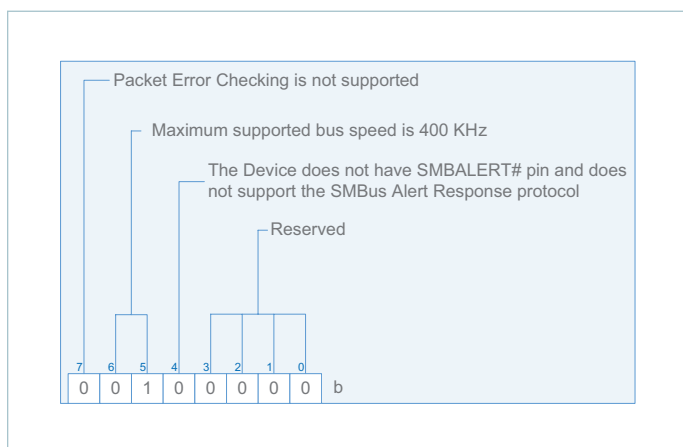 Packet Error Checking is not supported
Maximum supported bus speed is 400 KHz
The Device does not have SMBALERT# pin and does
not support the SMBus Alert Response protocol
Reserved
7 6 5 4 3 2 1 0
0 0 1 0 0 0 0 0 b